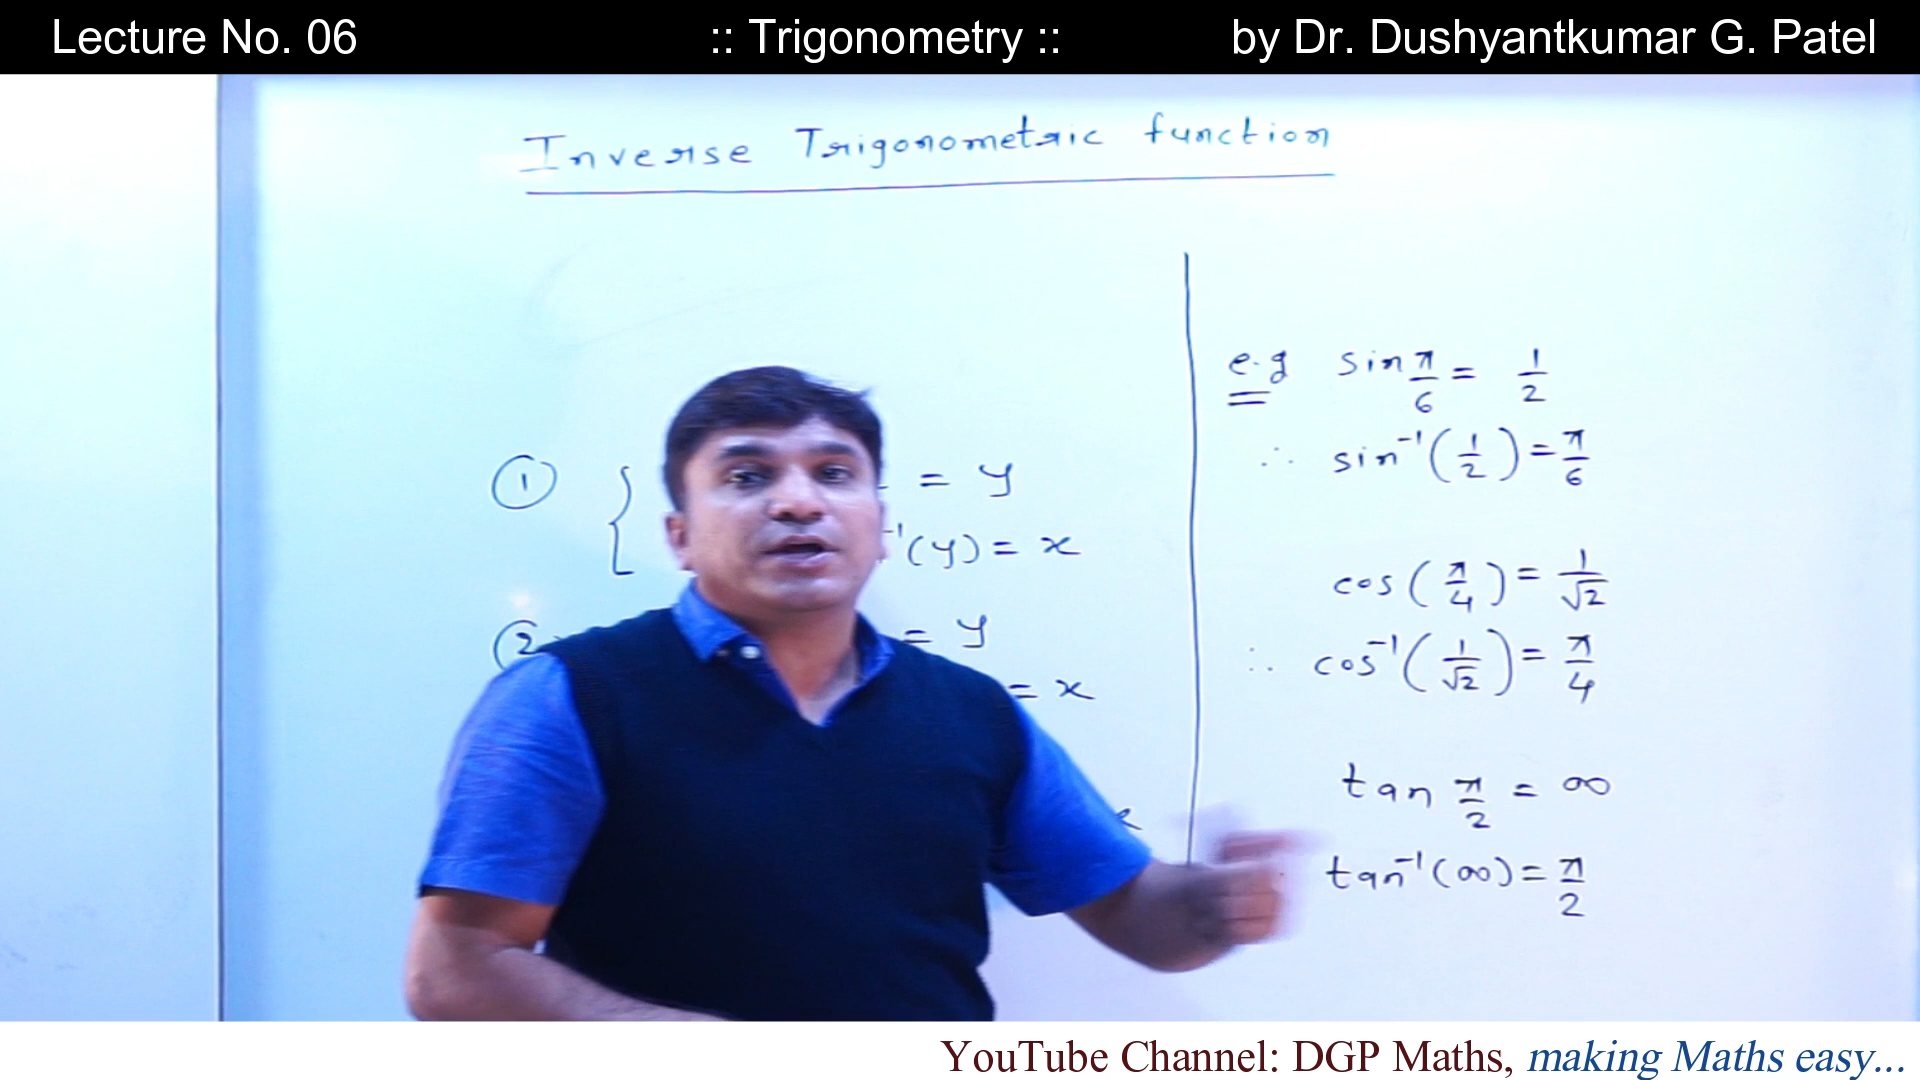 Lecture No. 06 :: Trigonometry :: by Dr. Dushyantkumar G. Patel
Inverse Trigonometric function
① { = y
⁻¹(y) = x
② = y
= x
e.g sin π/6 = 1/2
∴ sin⁻¹(1/2) = π/6
cos(π/4) = 1/√2
∴ cos⁻¹(1/√2) = π/4
tan π/2 = ∞
tan⁻¹(∞) = π/2
YouTube Channel: DGP Maths, making Maths easy...